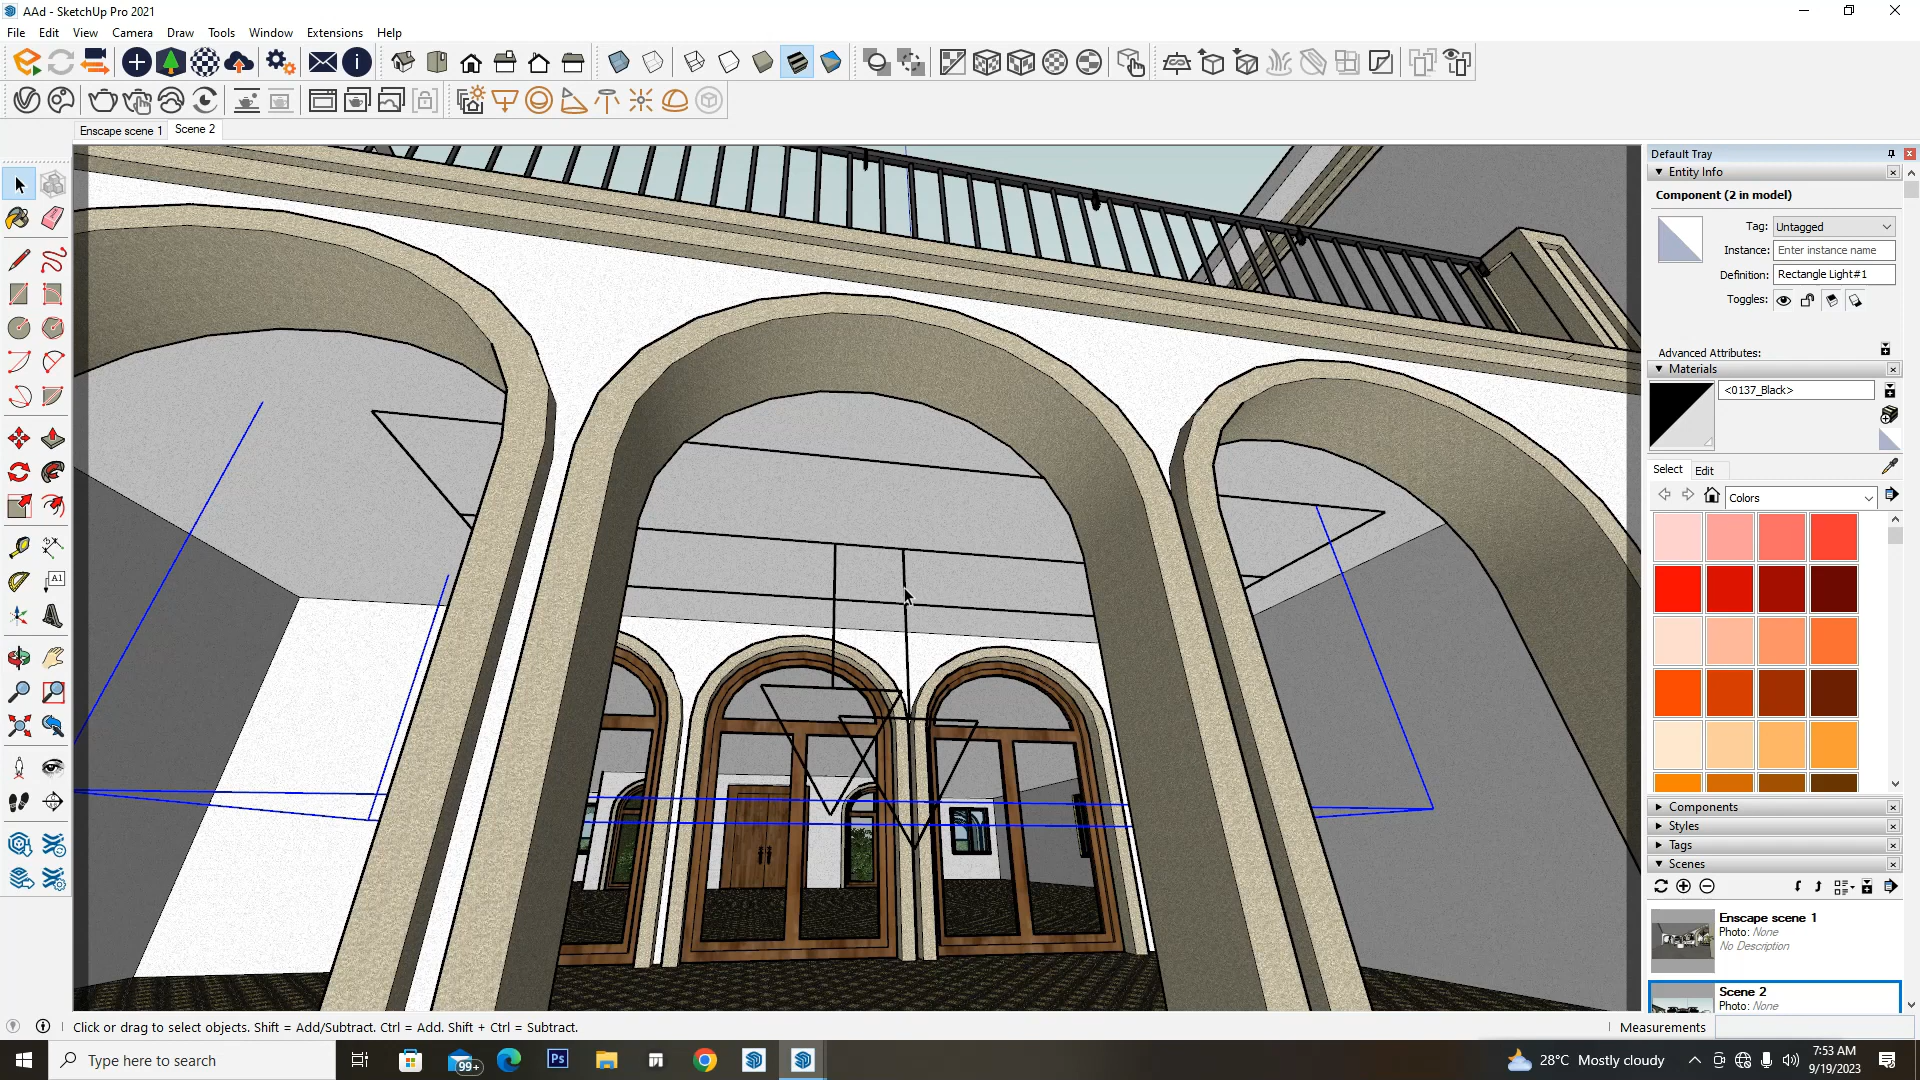 AAd - SketchUp Pro 2021
File Edit View Camera Draw Tools Window Extensions Help
Enscape scene 1
Scene 2
Default Tray
Entity Info
Component (2 in model)
Tag: Untagged
Instance: Enter instance name
Definition: Rectangle Light#1
Toggles:
Advanced Attributes:
Materials
<0137_Black>
Select
Edit
Colors
Components
Styles
Tags
Scenes
Enscape scene 1
Photo: None
No Description
Scene 2
Photo: None
A1
Click or drag to select objects. Shift = Add/Subtract. Ctrl = Add. Shift + Ctrl = Subtract.
Measurements
Type here to search
99+
Ps
28°C Mostly cloudy
7:53 AM
9/19/2023